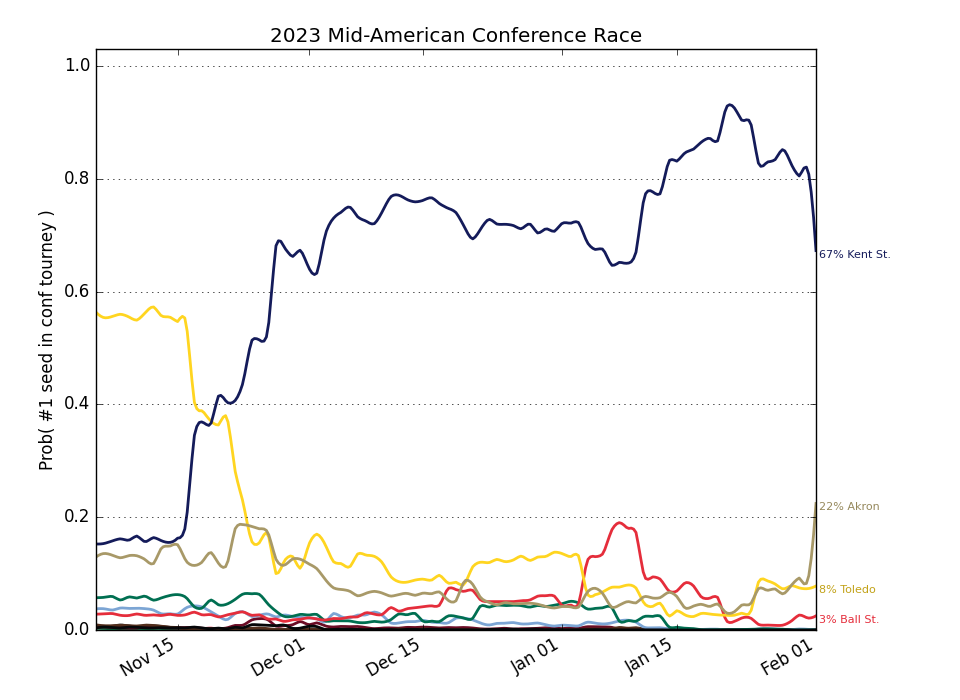 2023 Mid-American Conference Race
Prob( #1 seed in conf tourney )
1.0
0.8
0.6
0.4
0.2
0.0
67% Kent St.
22% Akron
8% Toledo
3% Ball St.
Nov 15
Dec 01
Dec 15
Jan 01
Jan 15
Feb 01